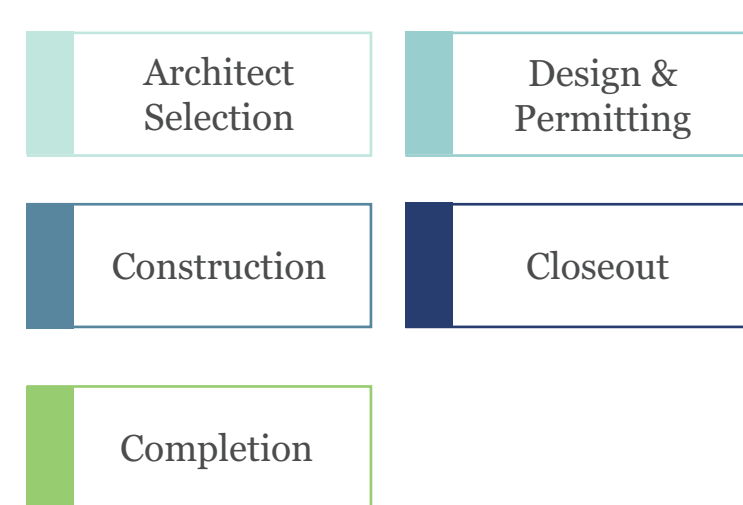 Architect
Selection
Design &
Permitting
Construction
Closeout
Completion